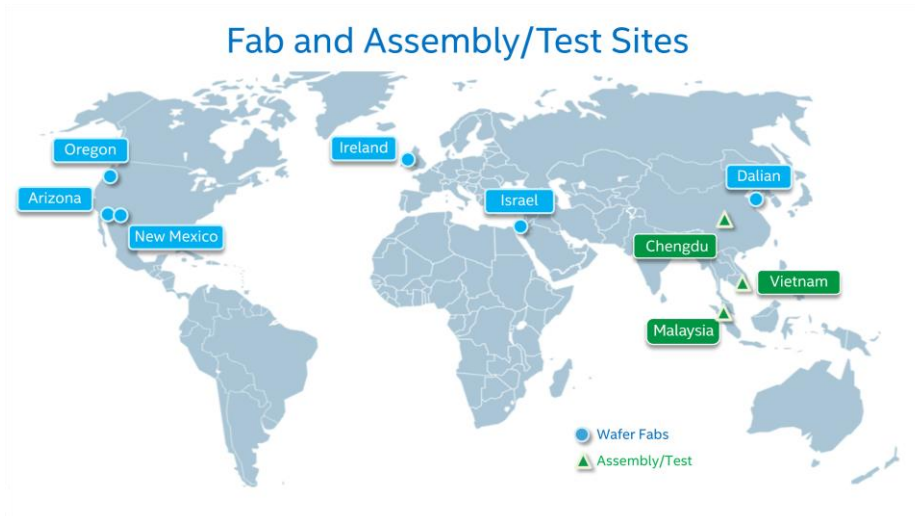 Fab and Assembly/Test Sites
Oregon
Ireland
Dalian
Arizona
Israel
New Mexico
Chengdu
Vietnam
Malaysia
Wafer Fabs
Assembly/Test